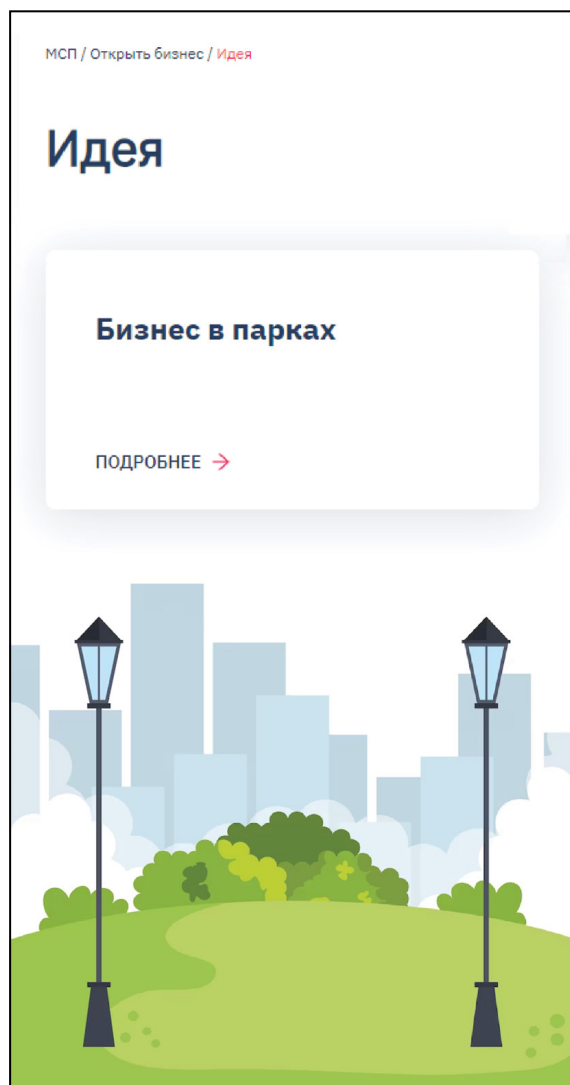 МСП / Открыть бизнес / Идея
Идея
Бизнес в парках
ПОДРОБНЕЕ →